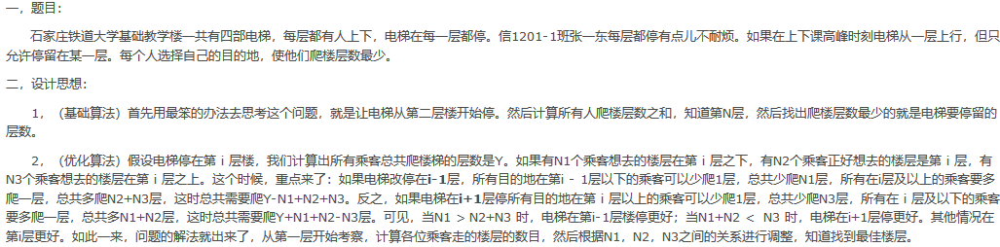 一，题目：
石家庄铁道大学基础教学楼一共有四部电梯，每层都有人上下，电梯在每一层都停。信1201-1班张一东每层都停有点儿不耐烦。如果在上下课高峰时刻电梯从一层上行，但只
允许停留在某一层。每个人选择自己的目的地，使他们爬楼层数最少。
二，设计思想：
1，（基础算法）首先用最笨的办法去思考这个问题，就是让电梯从第二层楼开始停。然后计算所有人爬楼层数之和，知道第N层，然后找出爬楼层数最少的就是电梯要停留的
层数。
2，（优化算法）假设电梯停在第 i 层楼，我们计算出所有乘客总共爬楼梯的层数是Y。如果有N1个乘客想去的楼层在第 i 层之下，有N2个乘客正好想去的楼层是第 i 层，有
N3个乘客想去的楼层在第 i 层之上。这个时候，重点来了：如果电梯改停在i-1层，所有目的地在第i - 1层以下的乘客可以少爬1层，总共少爬N1层，所有在i层及以上的乘客要多
爬一层，总共多爬N2+N3层，这时总共需要爬Y-N1+N2+N3。反之，如果电梯在i+1层停所有目的地在第 i 层以上的乘客可以少爬1层，总共少爬N3层，所有在 i 层及以下的乘客
要多爬一层，总共多N1+N2层，这时总共需要爬Y+N1+N2-N3层。可见，当N1 > N2+N3 时，电梯在第i-1层楼停更好；当N1+N2 < N3 时，电梯在i+1层停更好。其他情况在
第i层更好。如此一来，问题的解法就出来了，从第一层开始考察，计算各位乘客走的楼层的数目，然后根据N1，N2，N3之间的关系进行调整，知道找到最佳楼层。